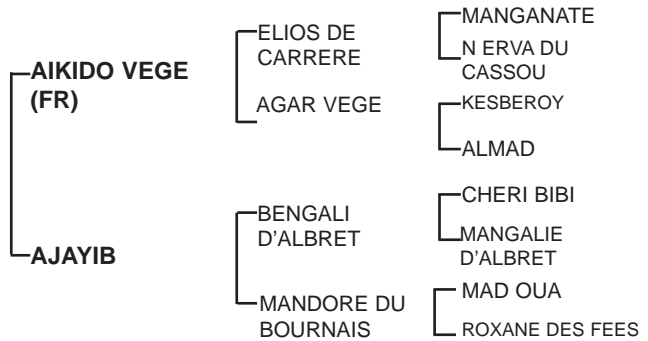 AIKIDO VEGE
(FR)
AJAYIB
ELIOS DE
CARRERE
AGAR VEGE
BENGALI
D'ALBRET
MANDORE DU
BOURNAIS
MANGANATE
N ERVA DU
CASSOU
KESBEROY
ALMAD
CHERI BIBI
MANGALIE
D'ALBRET
MAD OUA
ROXANE DES FEES